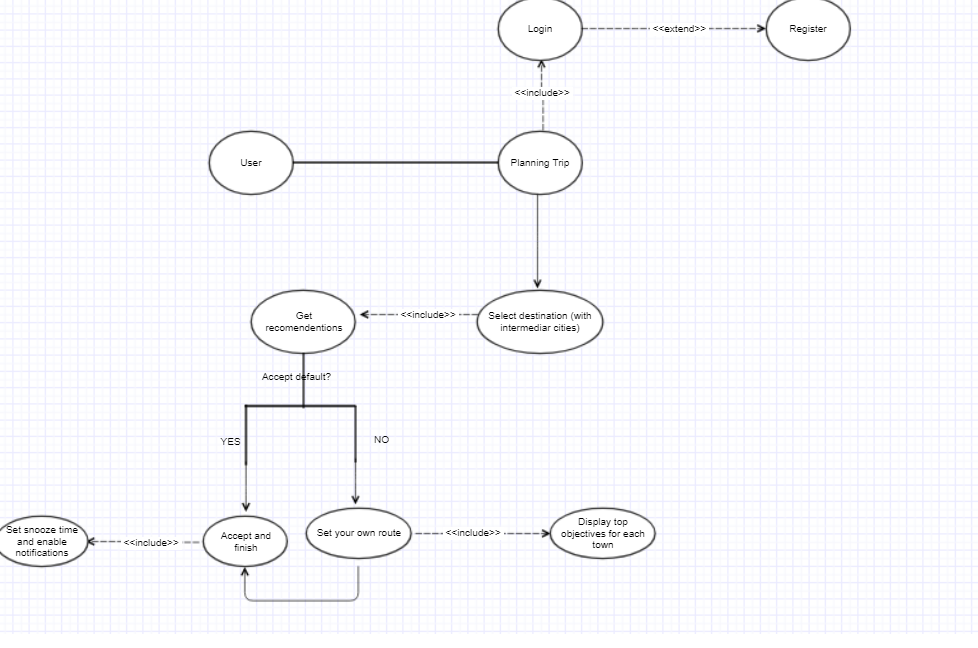 Login
<<extend>>
Register
<<include>>
User
Planning Trip
Get
recomendentions
<<include>>
Select destination (with
intermediar cities)
Accept default?
YES
NO
Set snooze time
and enable
notifications
<<include>>
Accept and
finish
Set your own route
<<include>>
Display top
objectives for each
town